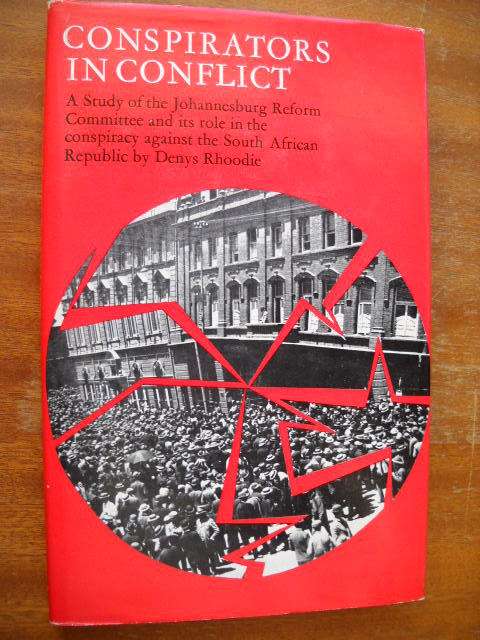 CONSPIRATORS
IN CONFLICT
A Study of the Johannesburg Reform
Committee and its role in the
conspiracy against the South African
Republic by Denys Rhoodie